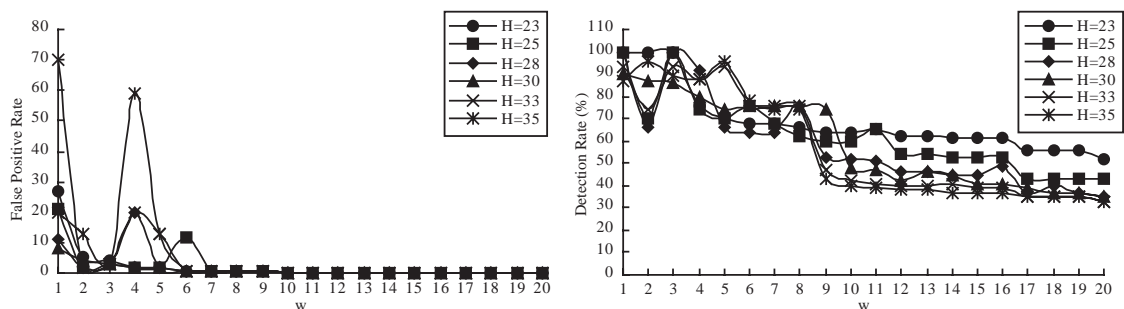 False Positive Rate
80
70
60
50
40
30
20
10
0
1 2 3 4 5 6 7 8 9 10 11 12 13 14 15 16 17 18 19 20
w
H=23
H=25
H=28
H=30
H=33
H=35
Detection Rate (%)
110
100
90
80
70
60
50
40
30
20
10
0
1 2 3 4 5 6 7 8 9 10 11 12 13 14 15 16 17 18 19 20
w
H=23
H=25
H=28
H=30
H=33
H=35